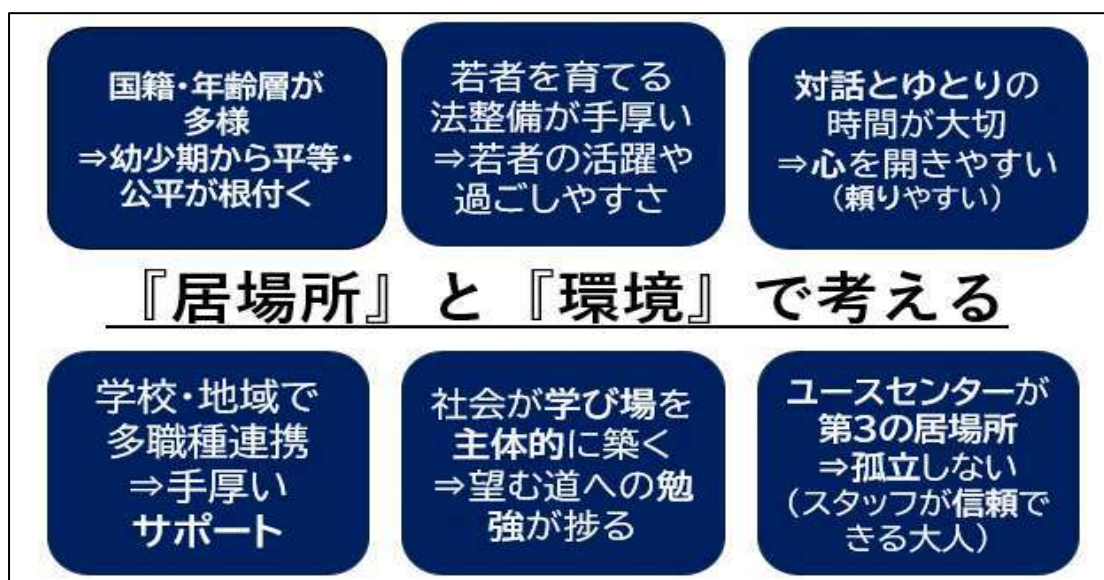 国籍・年齢層が
多様
⇒幼少期から平等・
公平が根付く
若者を育てる
法整備が手厚い
⇒若者の活躍や
過ごしやすさ
対話とゆとりの
時間が大切
⇒心を開きやすい
(頼りやすい)
『居場所』と『環境』で考える
学校・地域で
多職種連携
⇒手厚い
サポート
社会が学び場を
主体的に築く
⇒望む道への勉
強が捗る
ユースセンターが
第3の居場所
⇒孤立しない
(スタッフが信頼で
きる大人)